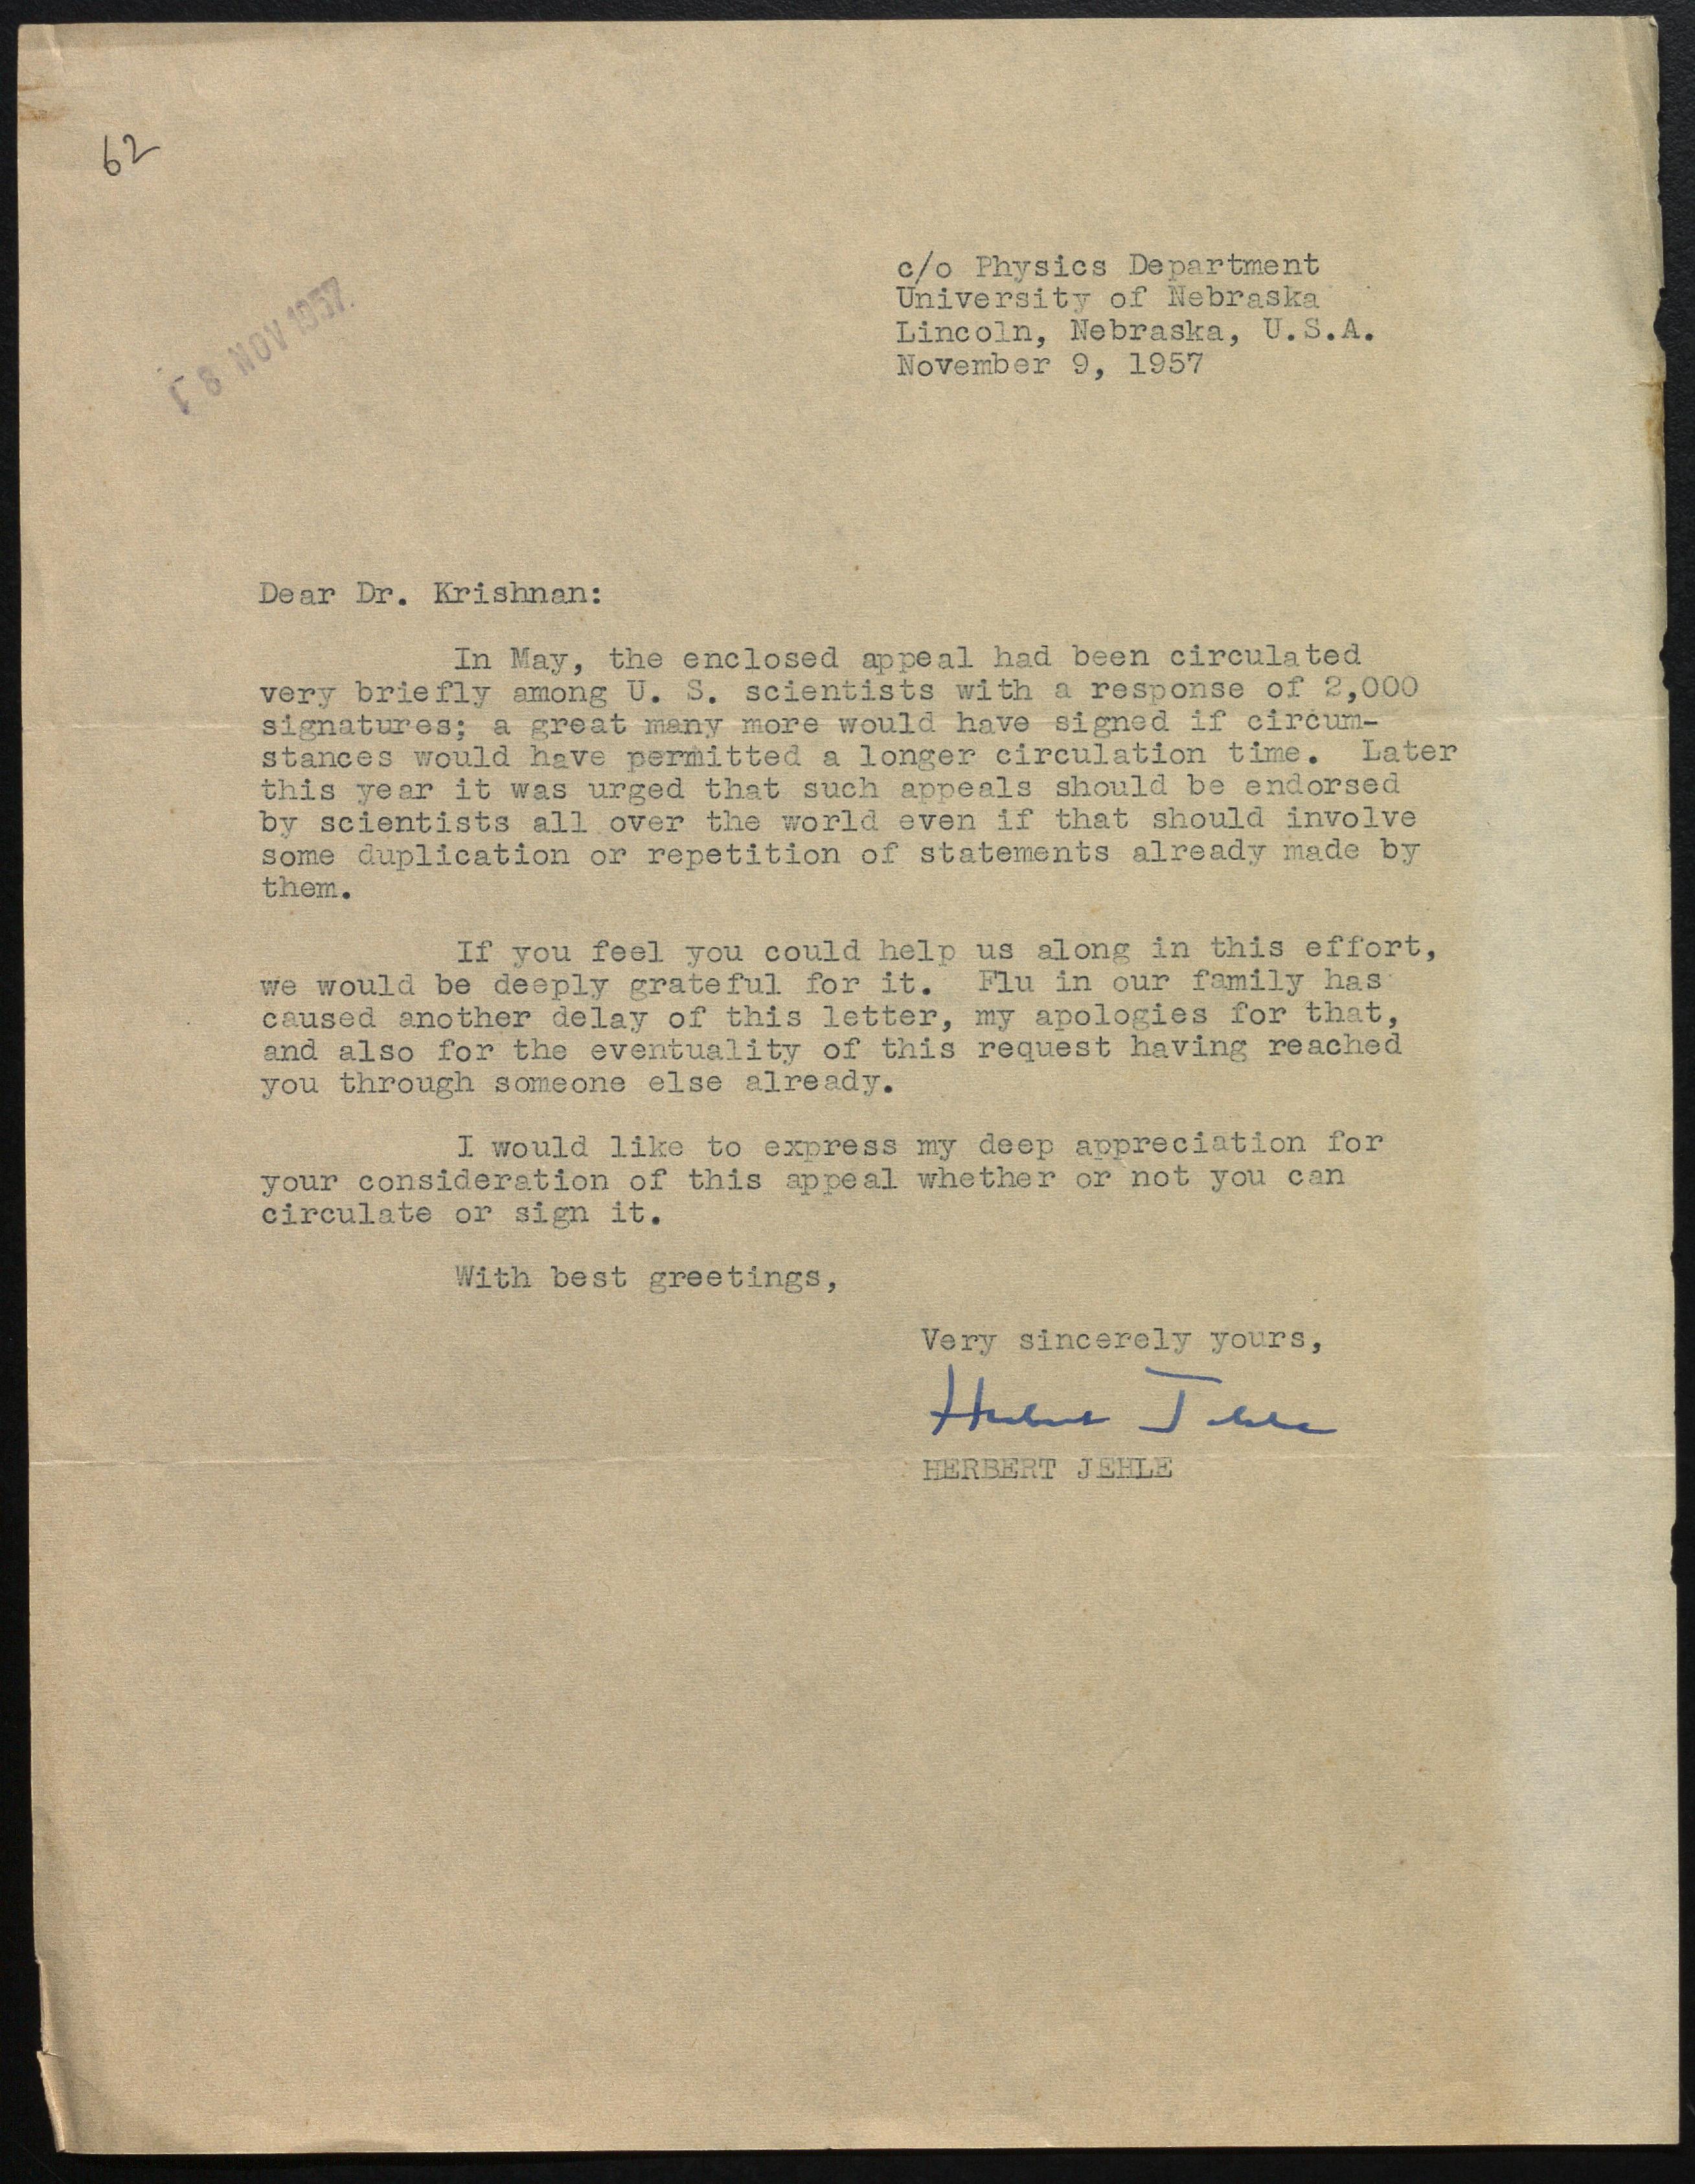 62
8 NOV 1957.
c/o Physics Department
University of Nebraska
Lincoln, Nebraska, U.S.A.
November 9, 1957
Dear Dr. Krishnan:
In May, the enclosed appeal had been circulated
very briefly among U. S. scientists with a response of 2,000
signatures; a great many more would have signed if circum-
stances would have permitted a longer circulation time. Later
this year it was urged that such appeals should be endorsed
by scientists all over the world even if that should involve
some duplication or repetition of statements already made by
them.
If you feel you could help us along in this effort,
we would be deeply grateful for it. Flu in our family has
caused another delay of this letter, my apologies for that,
and also for the eventuality of this request having reached
you through someone else already.
I would like to express my deep appreciation for
your consideration of this appeal whether or not you can
circulate or sign it.
With best greetings,
Very sincerely yours,
Herbert Jehle
HERBERT JEHLE